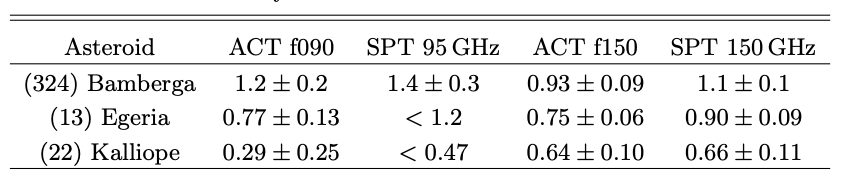 Asteroid ACT f090 SPT 95 GHz ACT f150 SPT 150 GHz
(324) Bamberga 1.2 ± 0.2 1.4 ± 0.3 0.93 ± 0.09 1.1 ± 0.1
(13) Egeria 0.77 ± 0.13 < 1.2 0.75 ± 0.06 0.90 ± 0.09
(22) Kalliope 0.29 ± 0.25 < 0.47 0.64 ± 0.10 0.66 ± 0.11